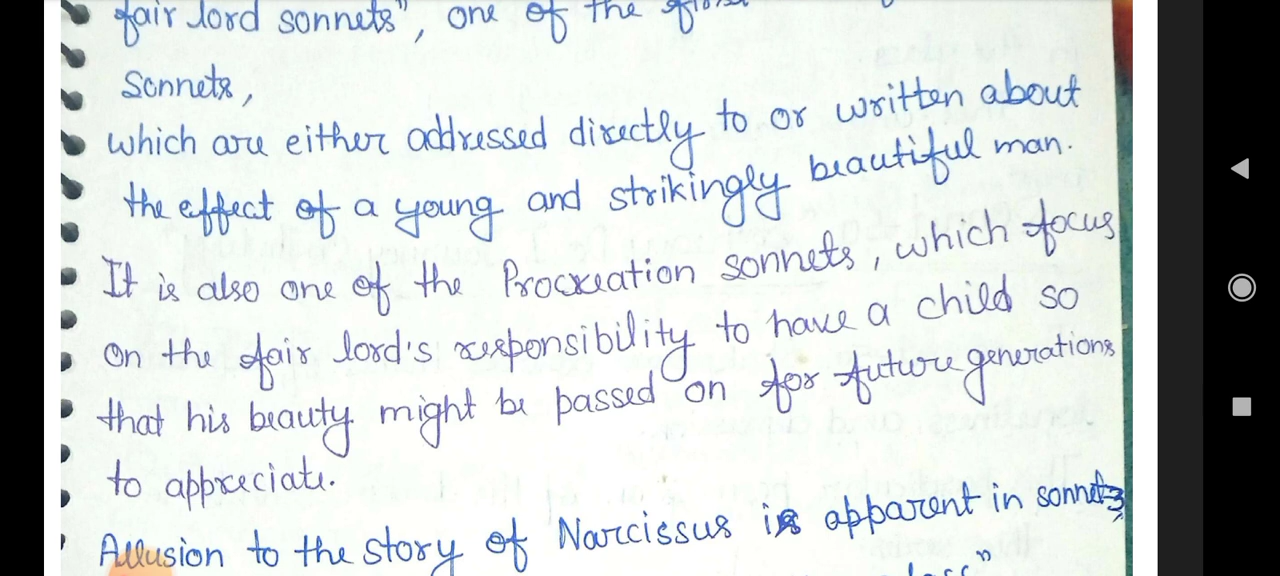 fair lord sonnets", one of the
Sonnets,
which are either addressed directly to or written about
the effect of a young and strikingly beautiful man.
It is also one of the Procreation sonnets, which focus
on the fair lord's responsibility to have a child so
that his beauty might be passed on for future generations
to appreciate.
Allusion to the story of Narcissus is apparent in sonnet 3,